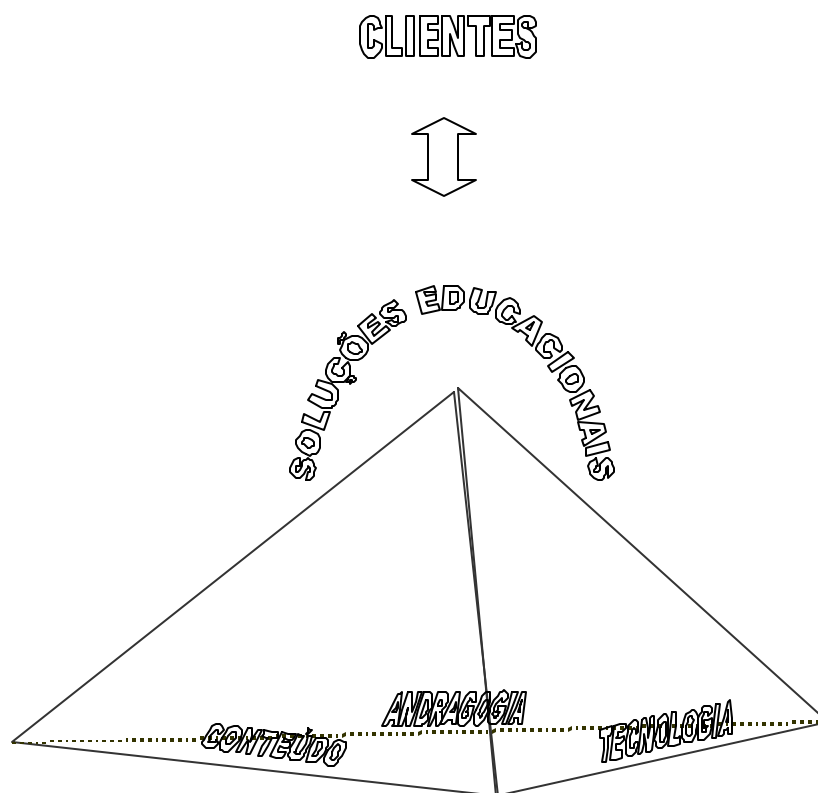 CLIENTES
SOLUÇÕES EDUCACIONAIS
ANDRAGOGIA
CONTEÚDO
TECNOLOGIA